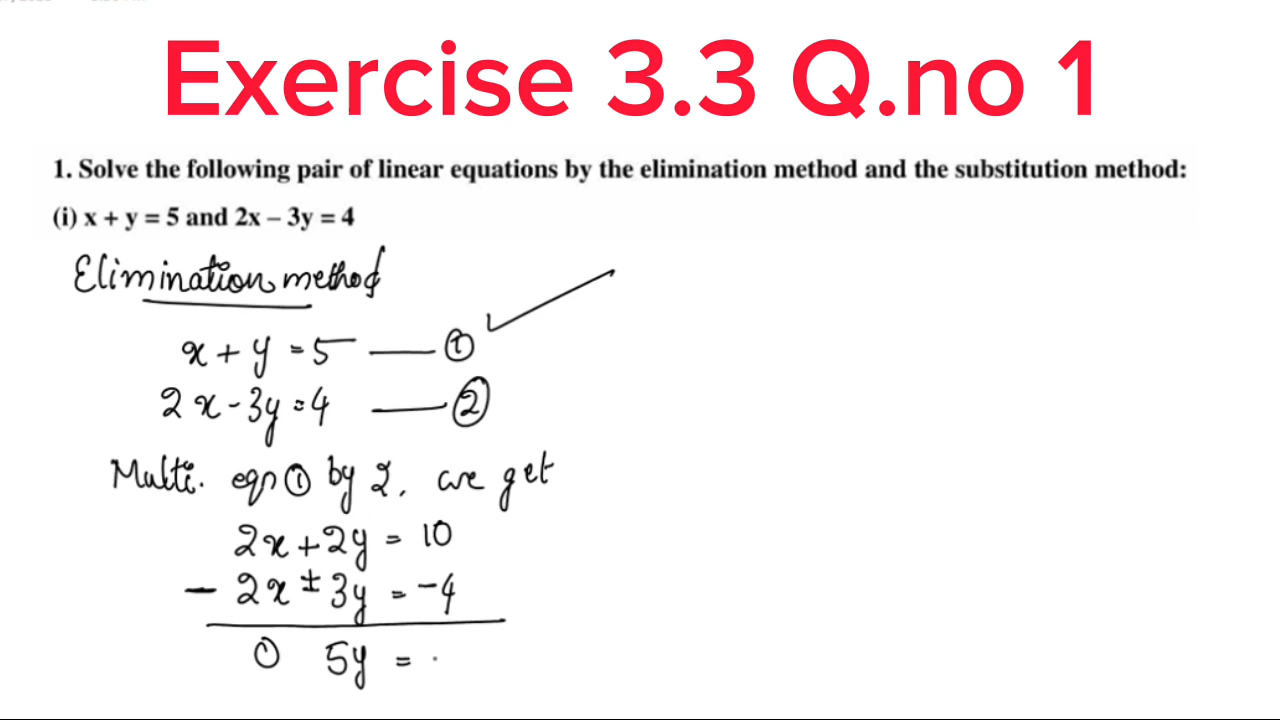 Exercise 3.3 Q.no 1
1. Solve the following pair of linear equations by the elimination method and the substitution method:
(i) x + y = 5 and 2x – 3y = 4
Elimination method
x + y = 5 — ①
2x - 3y = 4 — ②
Multi. eqn ① by 2, we get
2x + 2y = 10
- 2x ± 3y = -4
0 5y =